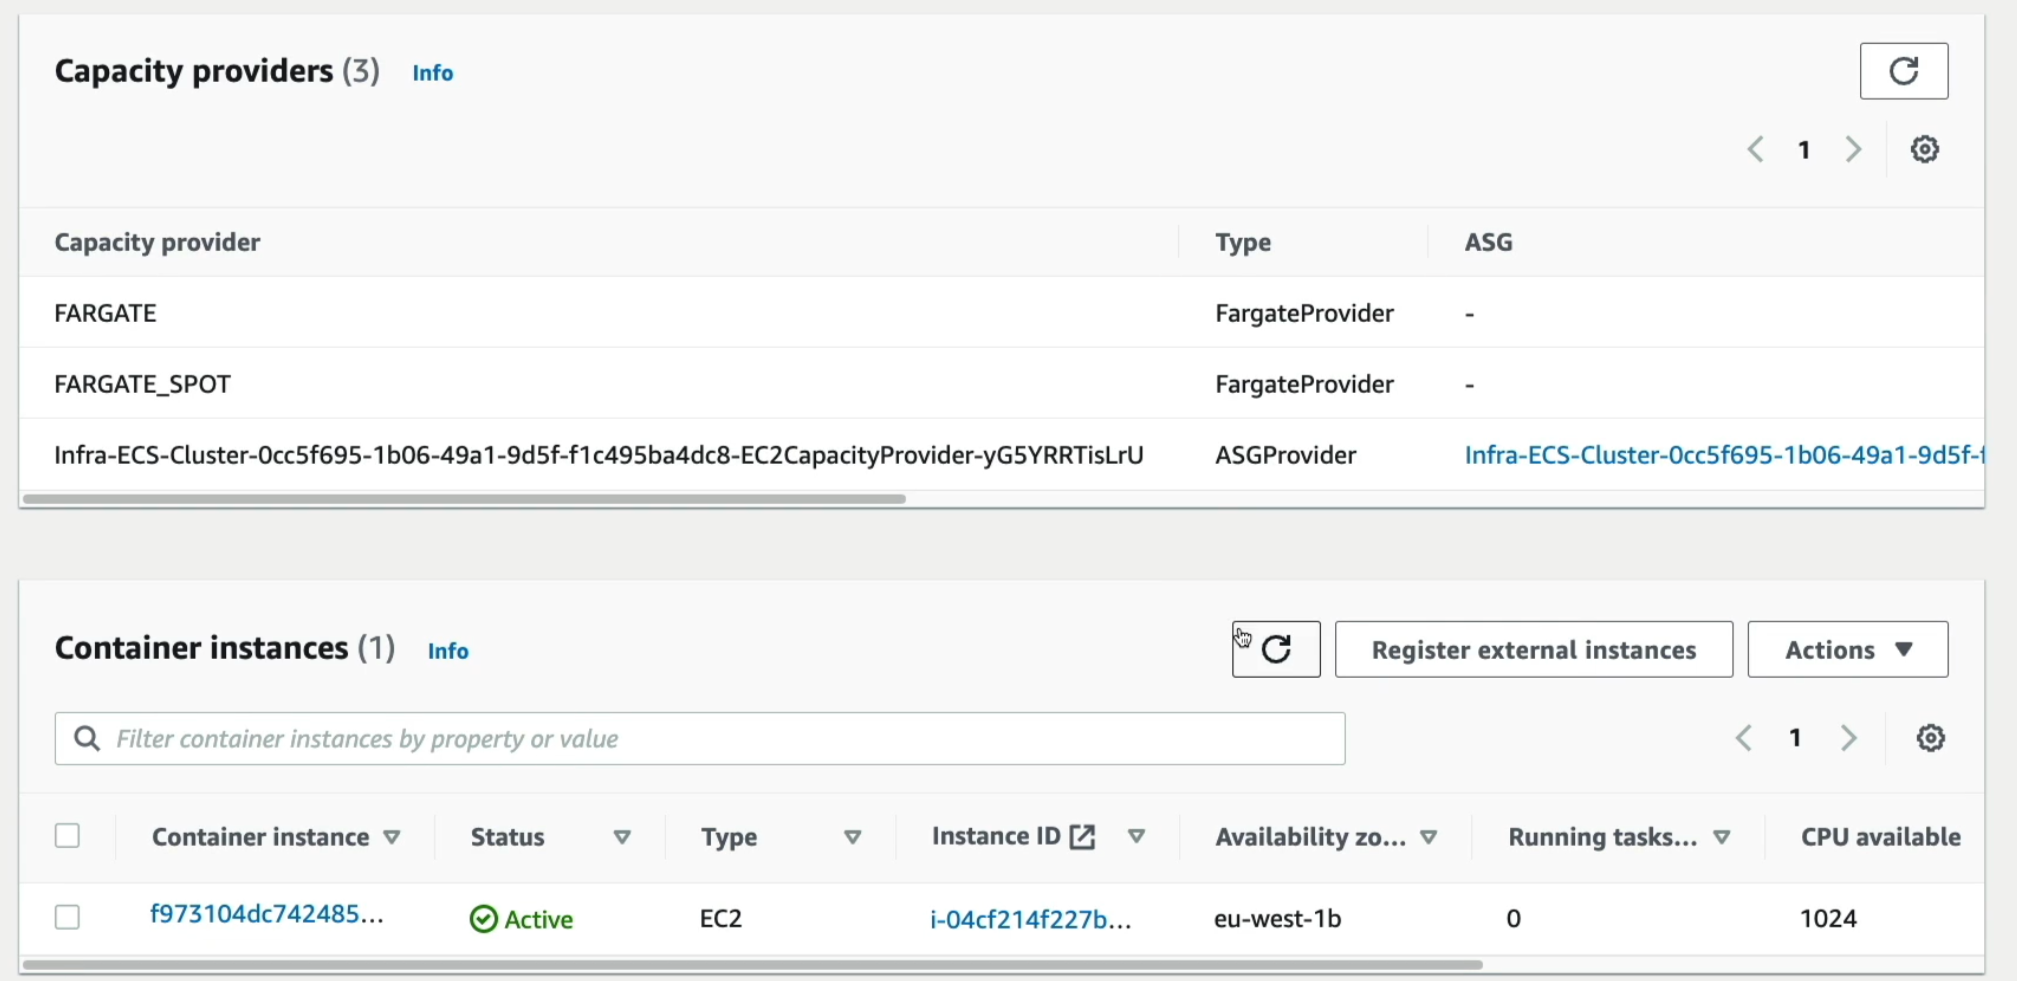 Capacity providers (3) Info
1
Capacity provider Type ASG
FARGATE FargateProvider -
FARGATE_SPOT FargateProvider -
Infra-ECS-Cluster-0cc5f695-1b06-49a1-9d5f-f1c495ba4dc8-EC2CapacityProvider-yG5YRRTisLrU ASGProvider Infra-ECS-Cluster-0cc5f695-1b06-49a1-9d5f-f
Container instances (1) Info Register external instances Actions
Filter container instances by property or value 1
Container instance Status Type Instance ID Availability zo... Running tasks... CPU available
f973104dc742485... Active EC2 i-04cf214f227b... eu-west-1b 0 1024